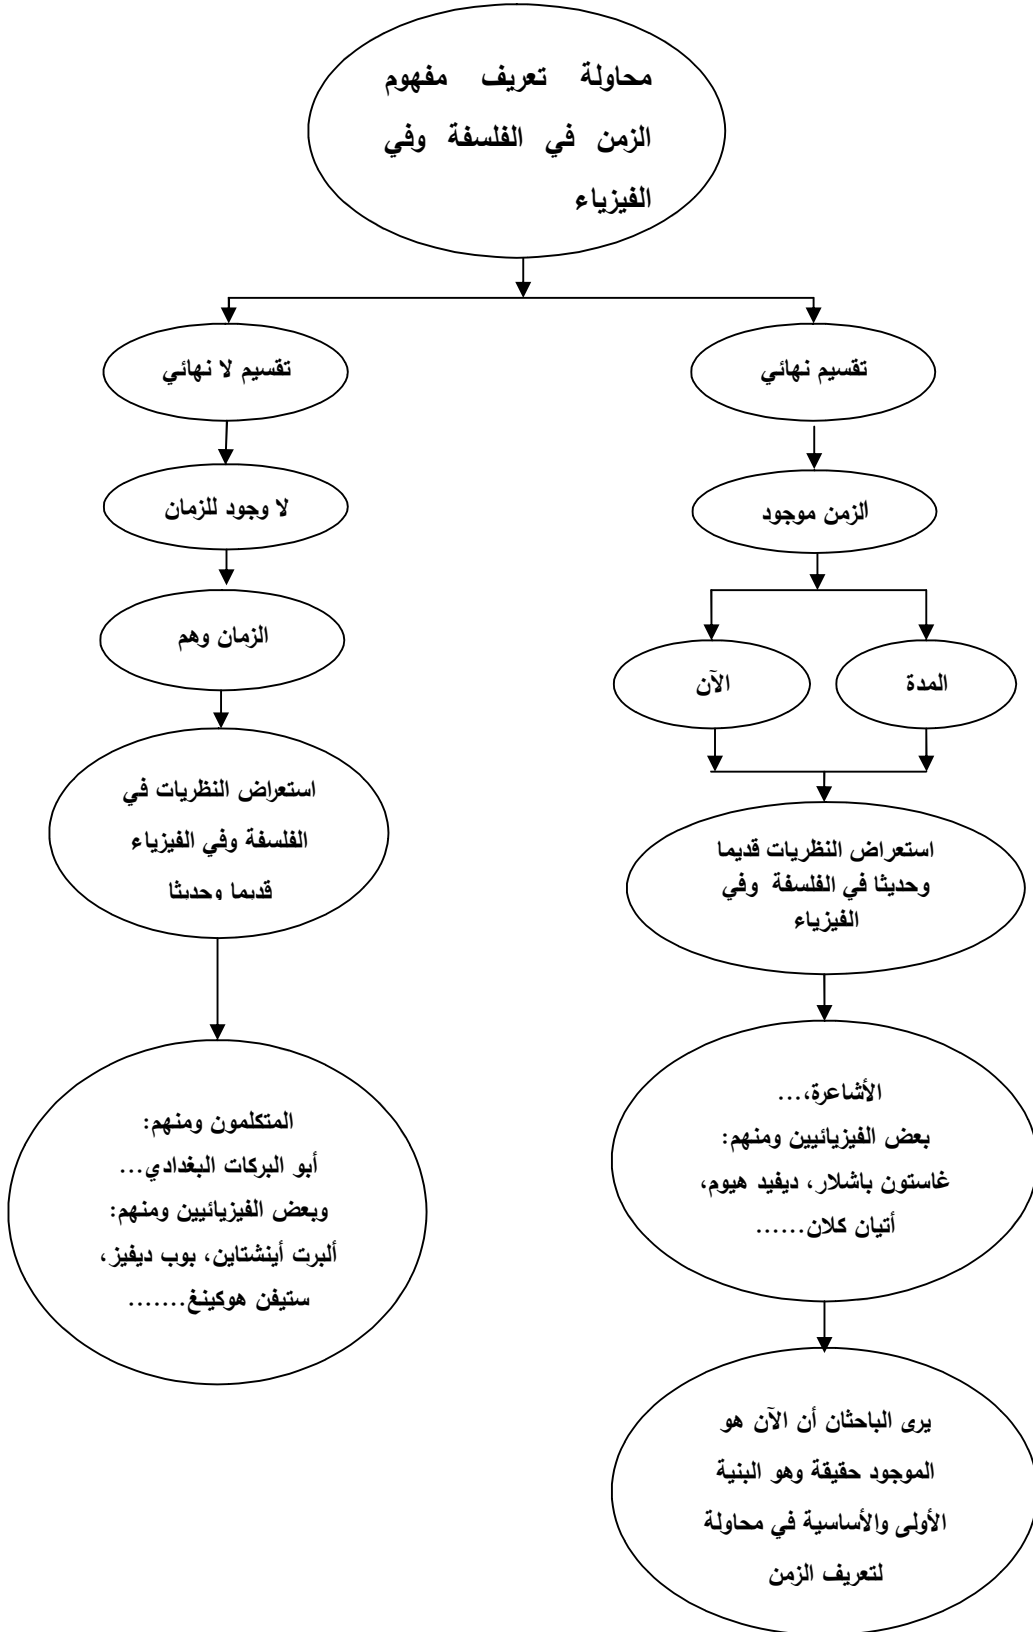 محاولة تعريف مفهوم
الزمن في الفلسفة وفي
الفيزياء
تقسيم نهائي
تقسيم لا نهائي
الزمن موجود
لا وجود للزمان
الزمان وهم
المدة
الآن
استعراض النظريات قديما
وحديثا في الفلسفة وفي
الفيزياء
استعراض النظريات في
الفلسفة وفي الفيزياء
قديما وحديثا
الأشاعرة،...
بعض الفيزيائيين ومنهم:
غاستون باشلار، ديفيد هيوم،
أتيان كلان......
المتكلمون ومنهم:
أبو البركات البغدادي...
وبعض الفيزيائيين ومنهم:
ألبرت أينشتاين، بوب ديفيز،
ستيفن هوكينغ.......
يرى الباحثان أن الآن هو
الموجود حقيقة وهو البنية
الأولى والأساسية في محاولة
لتعريف الزمن